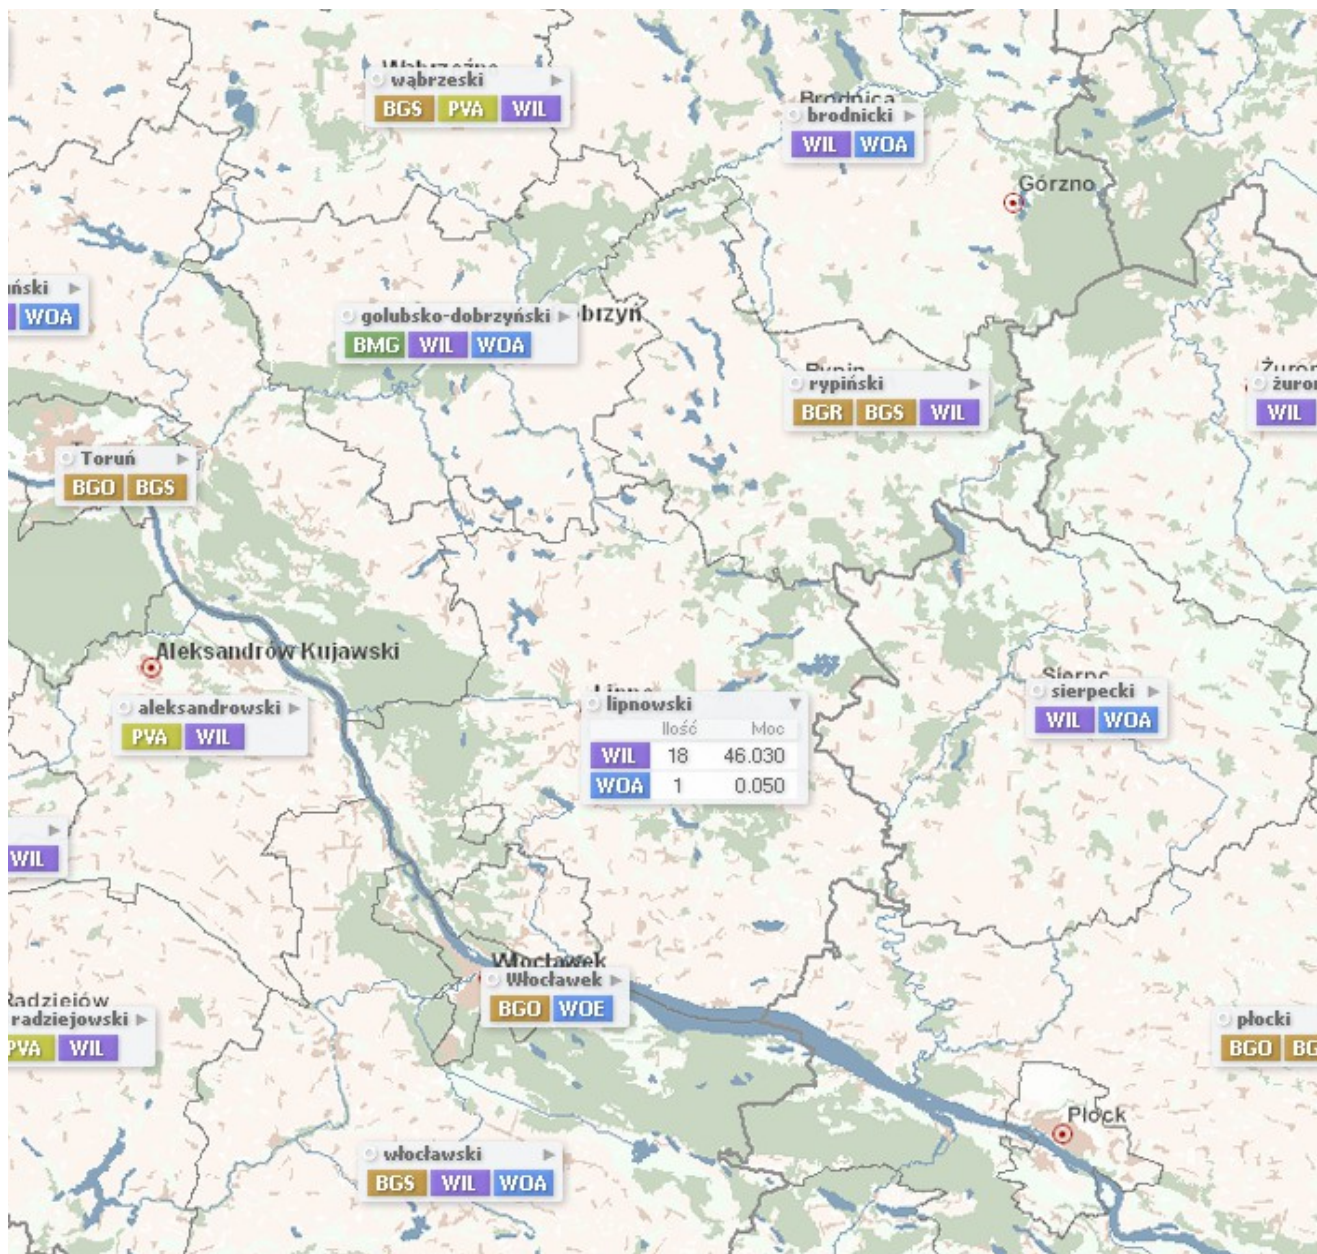 wąbrzeski
BGS PVA WIL
Brodnica
brodnicki
WIL WOA
Górzno
WOA
golubsko-dobrzyński
BMG WIL WOA
Rypin
rypiński
BGR BGS WIL
WIL
Toruń
BGO BGS
Aleksandrów Kujawski
aleksandrowski
PVA WIL
Lipno
lipnowski
Ilość Moc
WIL 18 46.030
WOA 1 0.050
Sierpc
sierpecki
WIL WOA
WIL
Włocławek
Włocławek
BGO WOE
Radziejów
radziejowski
PVA WIL
płocki
BGO
Płock
włocławski
BGS WIL WOA